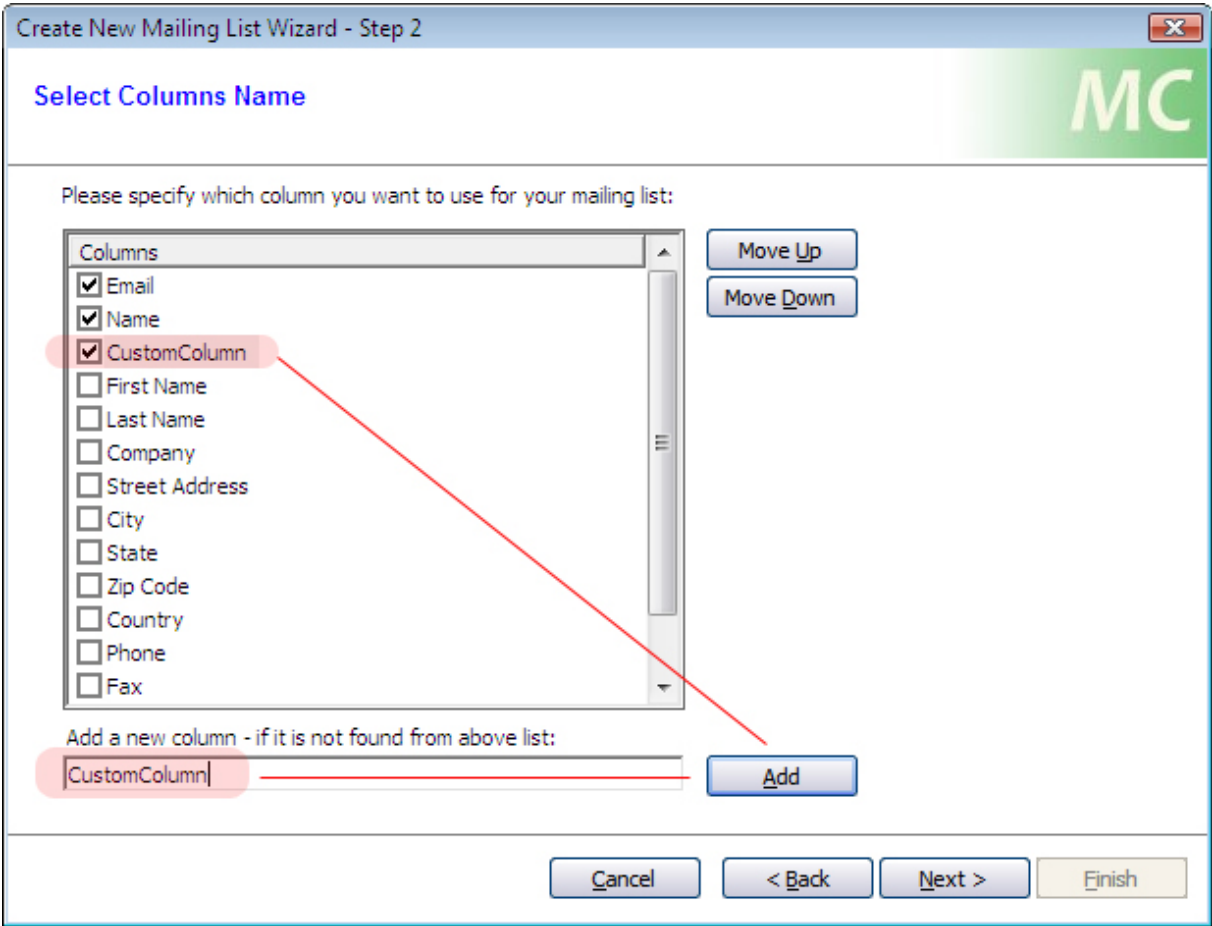 Create New Mailing List Wizard - Step 2
Select Columns Name
MC
Please specify which column you want to use for your mailing list:
Columns
Move Up
Email
Move Down
Name
CustomColumn
First Name
Last Name
Company
Street Address
City
State
Zip Code
Country
Phone
Fax
Add a new column - if it is not found from above list:
CustomColumn
Add
Cancel
< Back
Next >
Finish